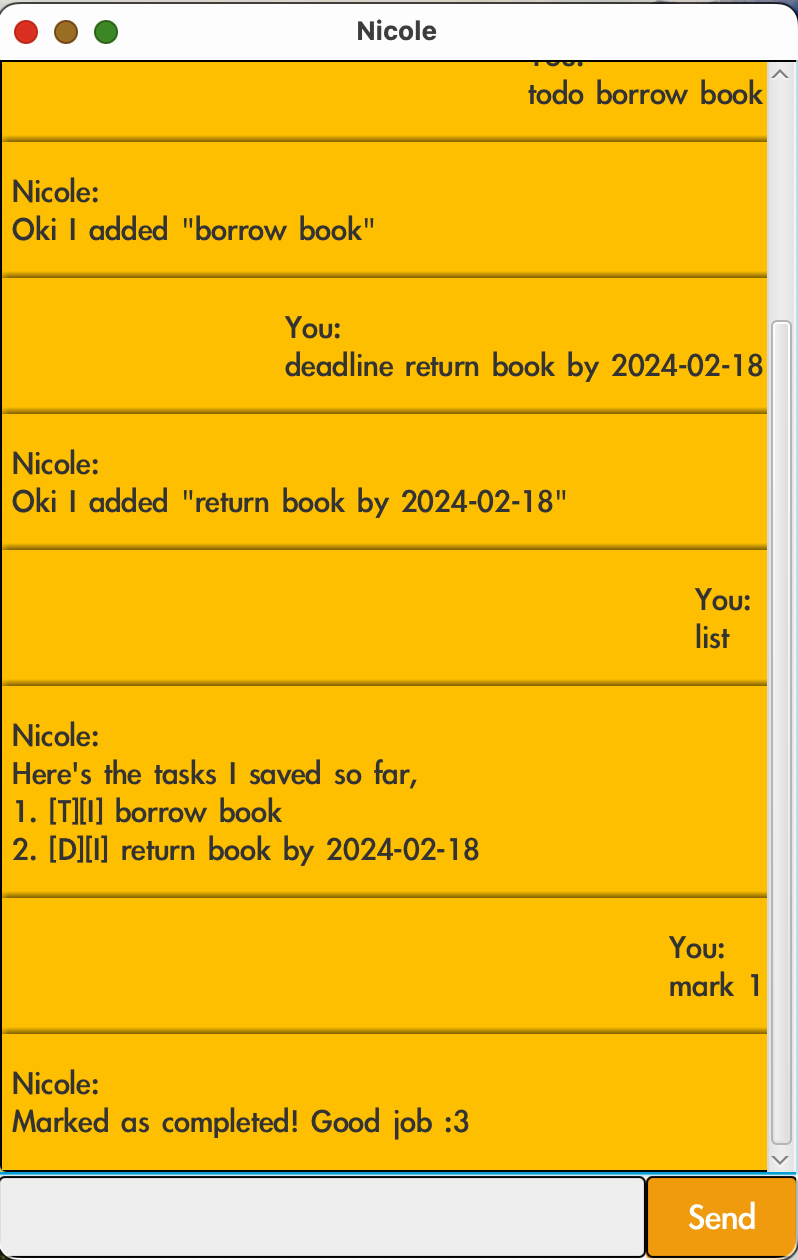 Nicole
You:
todo borrow book
Nicole:
Oki I added "borrow book"
You:
deadline return book by 2024-02-18
Nicole:
Oki I added "return book by 2024-02-18"
You:
list
Nicole:
Here's the tasks I saved so far,
1. [T][I] borrow book
2. [D][I] return book by 2024-02-18
You:
mark 1
Nicole:
Marked as completed! Good job :3
Send